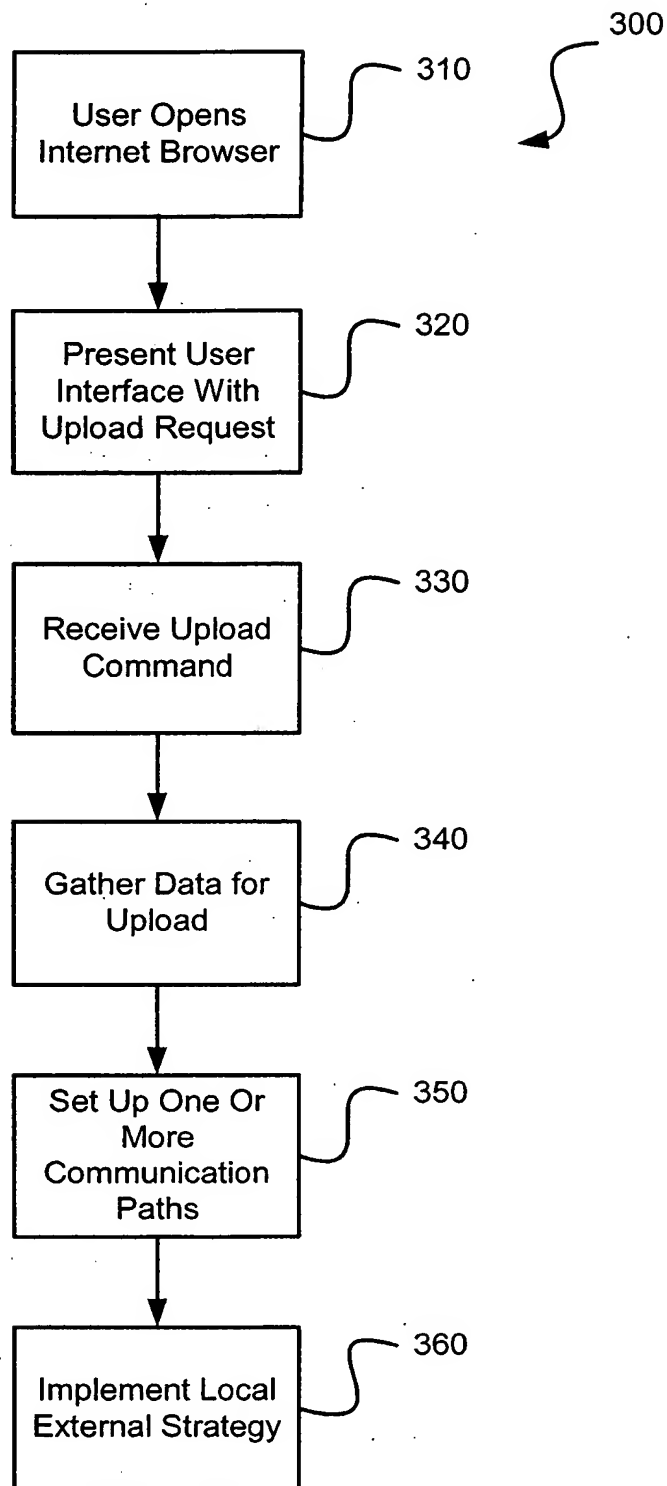 300
310
User Opens
Internet Browser
320
Present User
Interface With
Upload Request
330
Receive Upload
Command
340
Gather Data for
Upload
350
Set Up One Or
More
Communication
Paths
360
Implement Local
External Strategy